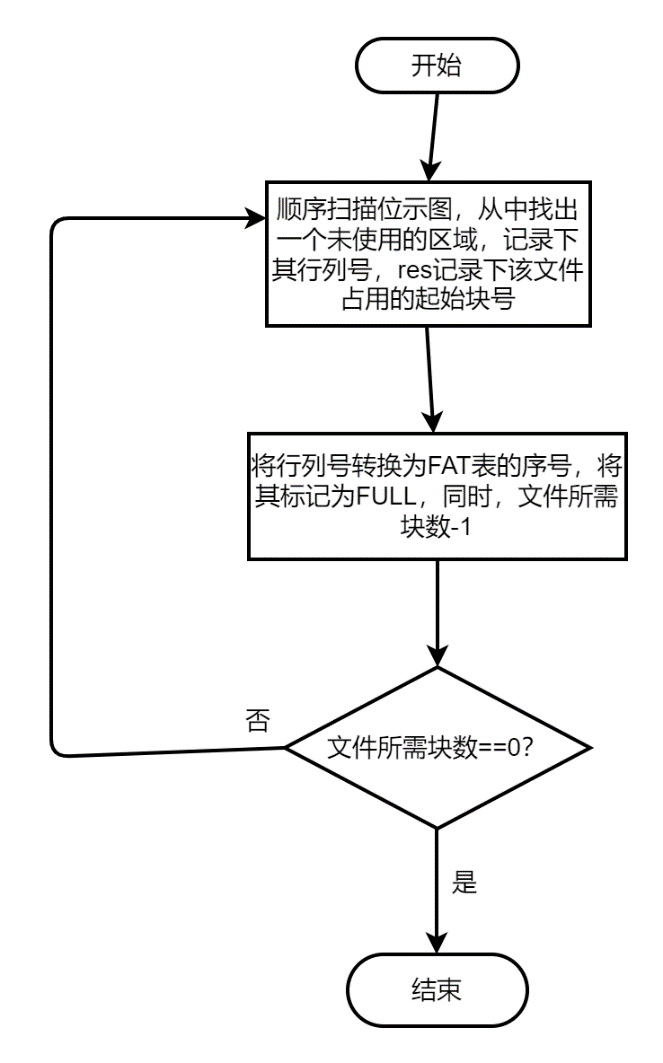 开始
顺序扫描位示图，从中找出
一个未使用的区域，记录下
其行列号，res记录下该文件
占用的起始块号
将行列号转换为FAT表的序号，将
其标记为FULL，同时，文件所需
块数-1
否
文件所需块数==0？
是
结束